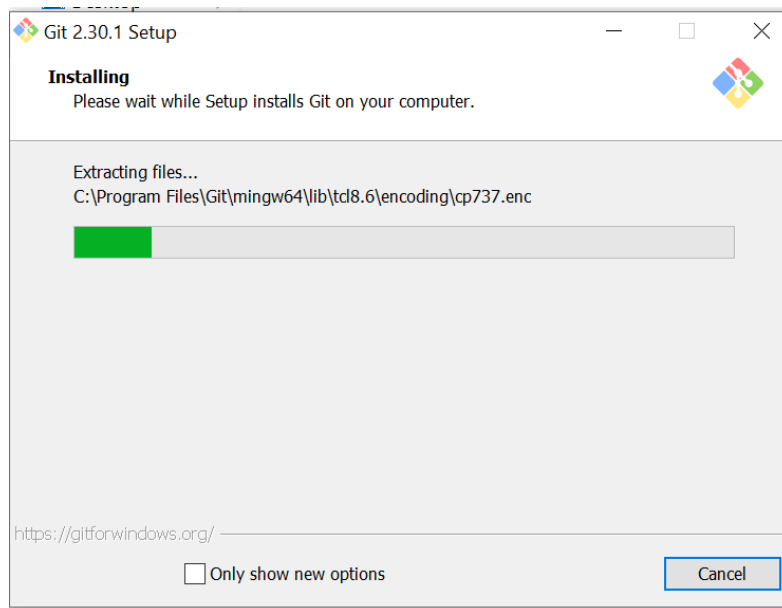 Git 2.30.1 Setup
Installing
Please wait while Setup installs Git on your computer.
Extracting files...
C:\Program Files\Git\mingw64\lib\tcl8.6\encoding\cp737.enc
https://gitforwindows.org/
Only show new options
Cancel